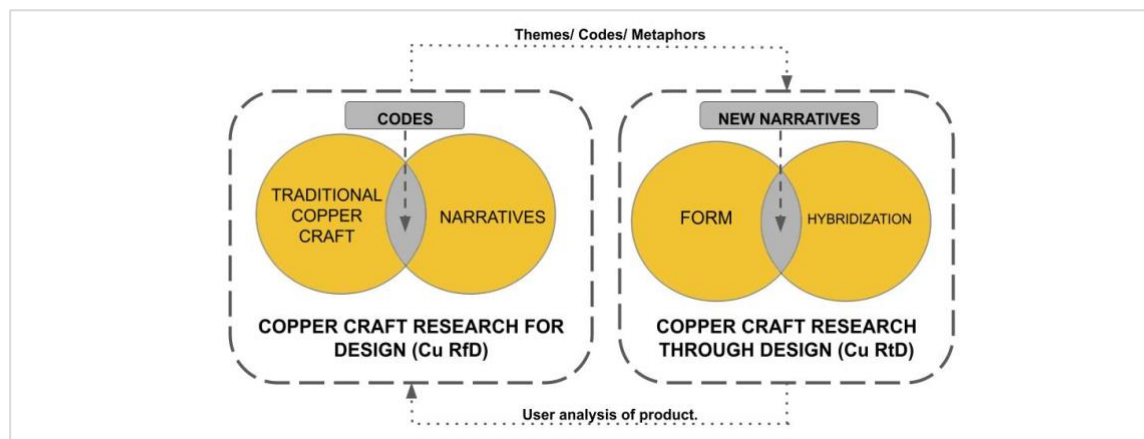 Themes/ Codes/ Metaphors
CODES
TRADITIONAL
COPPER
CRAFT
NARRATIVES
COPPER CRAFT RESEARCH FOR
DESIGN (Cu RfD)
NEW NARRATIVES
FORM
HYBRIDIZATION
COPPER CRAFT RESEARCH
THROUGH DESIGN (Cu RtD)
User analysis of product.